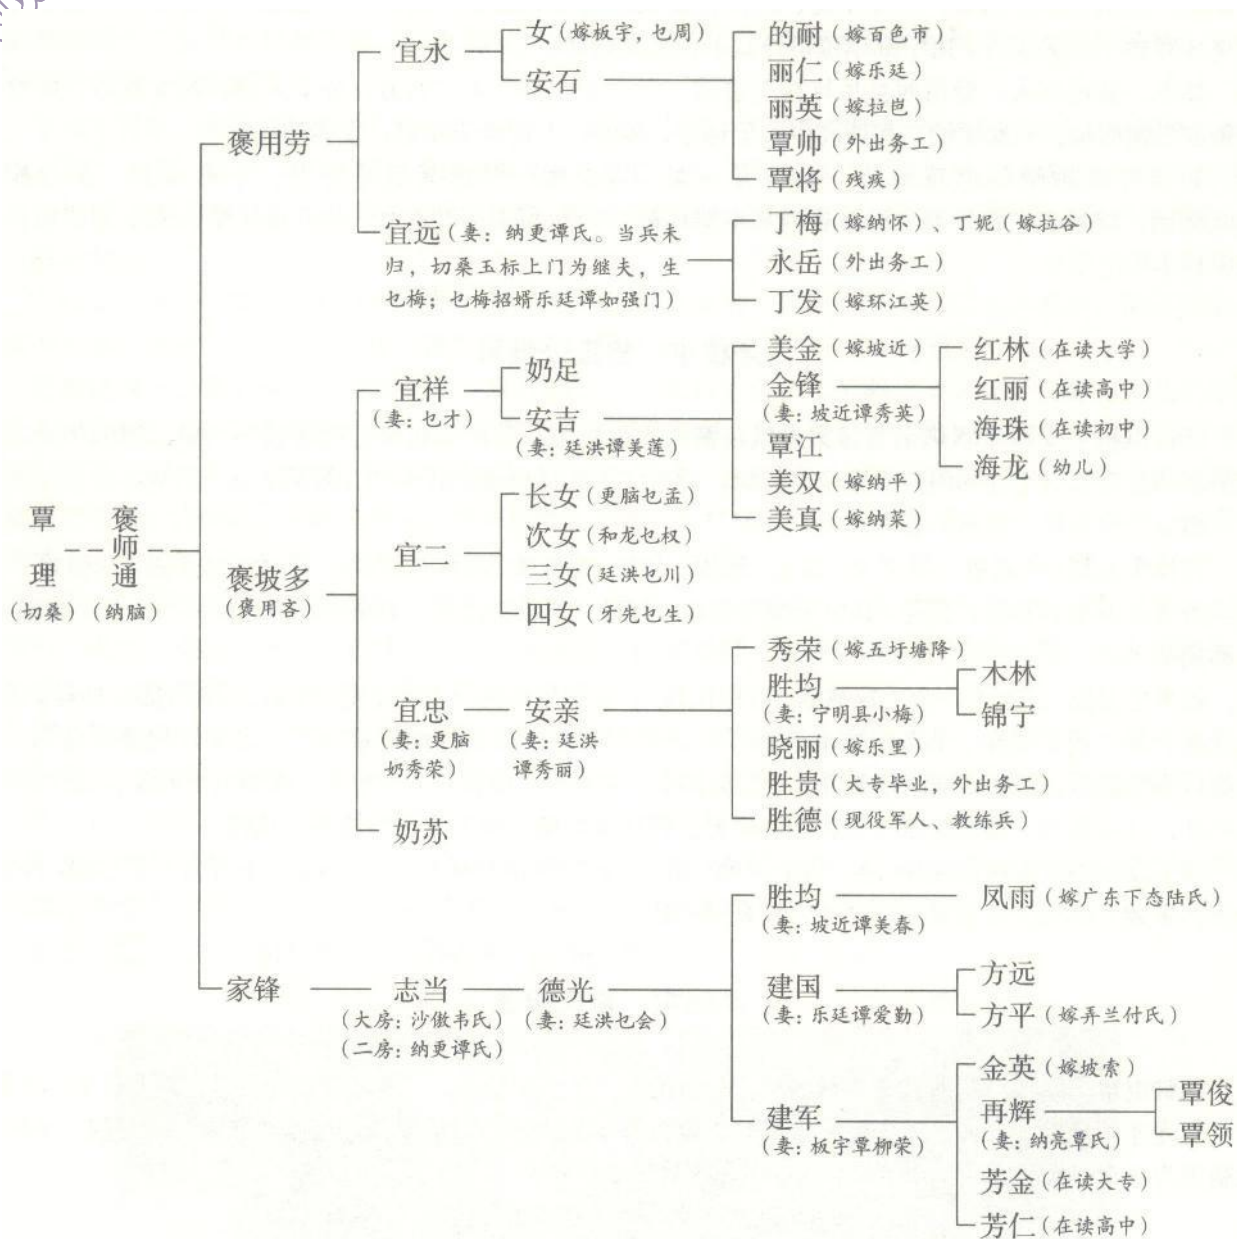 宜永
女(嫁板宇,乜周)
安石
的耐(嫁百色市)
丽仁(嫁乐廷)
丽英(嫁拉岜)
覃帅(外出务工)
覃将(残疾)
褒用劳
宜远(妻:纳更谭氏。当兵未
归,切桑玉标上门为继夫,生
乜梅;乜梅招婿乐廷谭如强门)
丁梅(嫁纳怀)、丁妮(嫁拉谷)
永岳(外出务工)
丁发(嫁环江英)
宜祥
(妻:乜才)
奶足
安吉
(妻:廷洪谭美莲)
美金(嫁坡近)
金锋
(妻:坡近谭秀英)
覃江
美双(嫁纳平)
美真(嫁纳菜)
红林(在读大学)
红丽(在读高中)
海珠(在读初中)
海龙(幼儿)
宜二
长女(更脑乜孟)
次女(和龙乜权)
三女(廷洪乜川)
四女(牙先乜生)
覃理
(切桑)
褒师通
(纳脑)
褒坡多
(褒用吝)
宜忠
(妻:更脑
奶秀荣)
安亲
(妻:廷洪
谭秀丽)
秀荣(嫁五圩塘降)
胜均
(妻:宁明县小梅)
晓丽(嫁乐里)
胜贵(大专毕业,外出务工)
胜德(现役军人、教练兵)
木林
锦宁
奶苏
家锋
志当
(大房:沙傲韦氏)
(二房:纳更谭氏)
德光
(妻:廷洪乜会)
胜均
(妻:坡近谭美春)
凤雨(嫁广东下态陆氏)
建国
(妻:乐廷谭爱勤)
方远
方平(嫁弄兰付氏)
建军
(妻:板宇覃柳荣)
金英(嫁坡索)
再辉
(妻:纳亮覃氏)
芳金(在读大专)
芳仁(在读高中)
覃俊
覃领